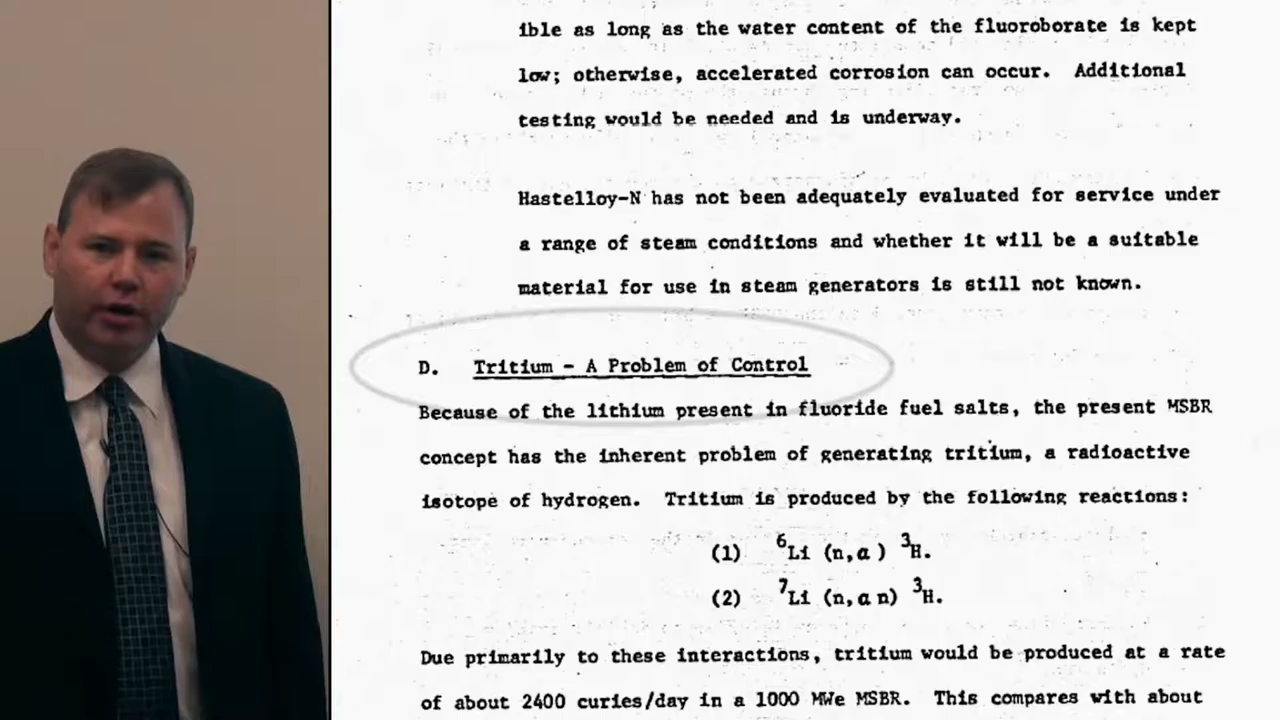 ible as long as the water content of the fluoroborate is kept
low; otherwise, accelerated corrosion can occur. Additional
testing would be needed and is underway.
Hastelloy-N has not been adequately evaluated for service under
a range of steam conditions and whether it will be a suitable
material for use in steam generators is still not known.
D. Tritium - A Problem of Control
Because of the lithium present in fluoride fuel salts, the present MSBR
concept has the inherent problem of generating tritium, a radioactive
isotope of hydrogen. Tritium is produced by the following reactions:
(1) ⁶Li (n,α) ³H.
(2) ⁷Li (n,α n) ³H.
Due primarily to these interactions, tritium would be produced at a rate
of about 2400 curies/day in a 1000 MWe MSBR. This compares with about